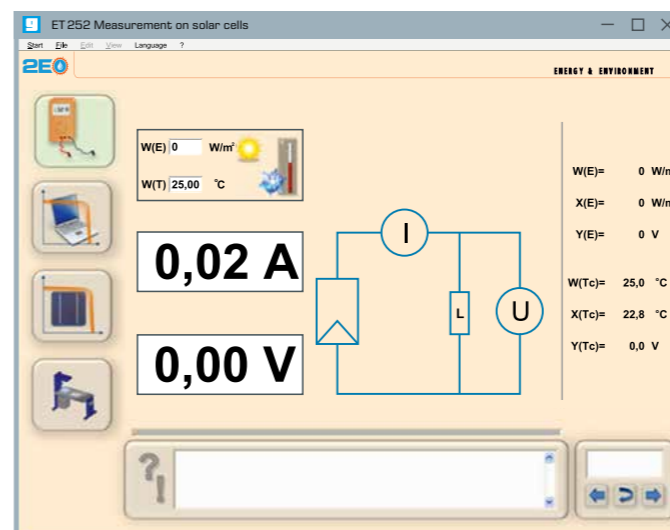 ET 252 Measurement on solar cells
Start File Edit View Language ?
2E
ENERGY & ENVIRONMENT
W(E) 0 W/m²
W(T) 25,00 °C
0,02 A
0,00 V
I
L
U
W(E)= 0 W/m
X(E)= 0 W/m
Y(E)= 0 V
W(Tc)= 25,0 °C
X(Tc)= 22,8 °C
Y(Tc)= 0,0 V
?!